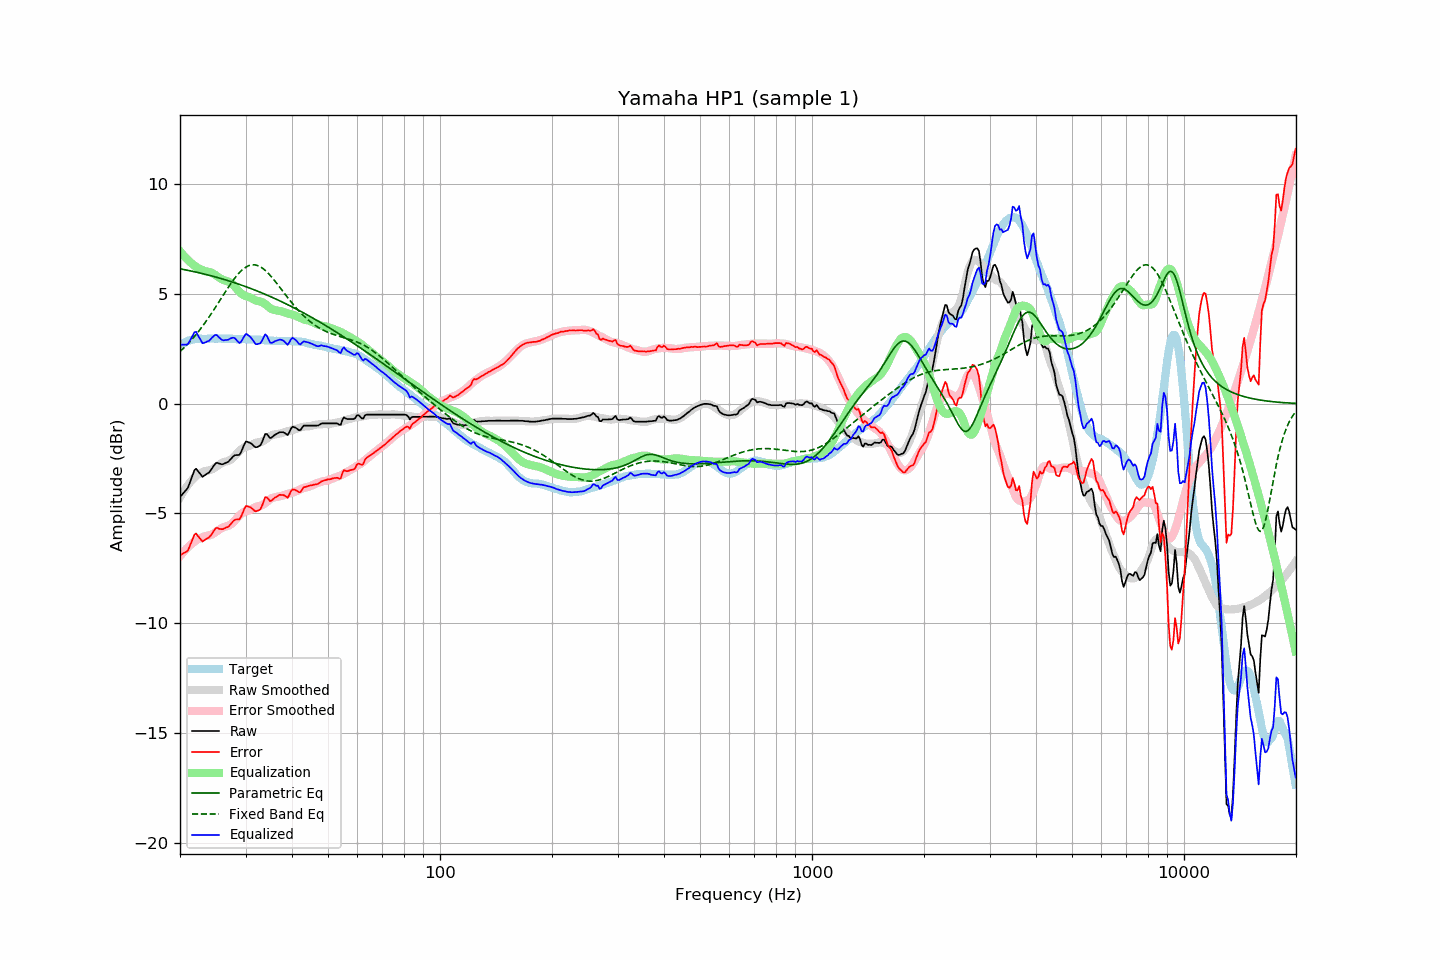 Yamaha HP1 (sample 1)
10
5
0
−5
−10
−15
−20
Amplitude (dBr)
Target
Raw Smoothed
Error Smoothed
Raw
Error
Equalization
Parametric Eq
Fixed Band Eq
Equalized
100
1000
10000
Frequency (Hz)